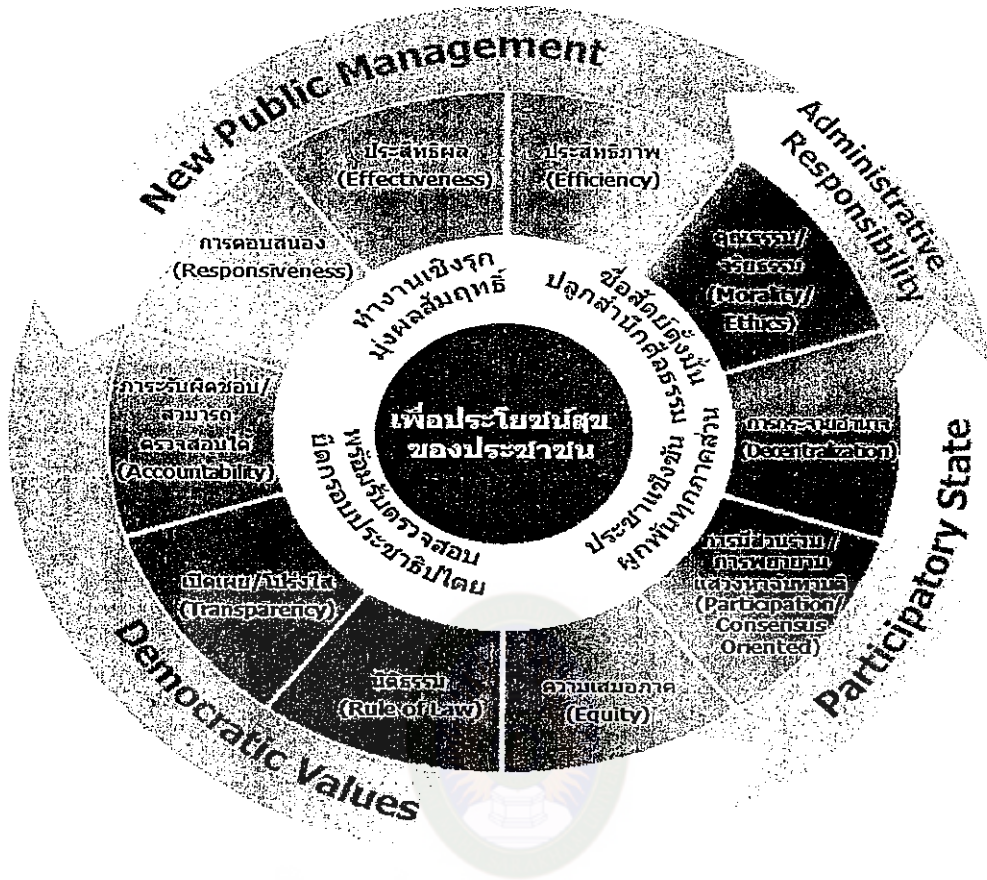 New Public Management
Administrative
Responsibility
Participatory State
Democratic Values
ประสิทธิผล
(Effectiveness)
ประสิทธิภาพ
(Efficiency)
คุณธรรม/
จริยธรรม
(Morality/
Ethics)
การกระจายอำนาจ
(Decentralization)
การมีส่วนร่วม/
การพยายาม
แสวงหาฉันทามติ
(Participation/
Consensus
Oriented)
ความเสมอภาค
(Equity)
นิติธรรม
(Rule of Law)
เปิดเผย/โปร่งใส
(Transparency)
ภาระรับผิดชอบ/
สามารถ
ตรวจสอบได้
(Accountability)
การตอบสนอง
(Responsiveness)
ทำงานเชิงรุก
มุ่งผลสัมฤทธิ์
ซื่อสัตย์ตั้งมั่น
ปลูกสำนึกศีลธรรม
ประชาเชิงชัน
ผูกพันทุกภาคส่วน
พร้อมรับตรวจสอบ
ยึดกรอบประชาธิปไตย
เพื่อประโยชน์สุข
ของประชาชน